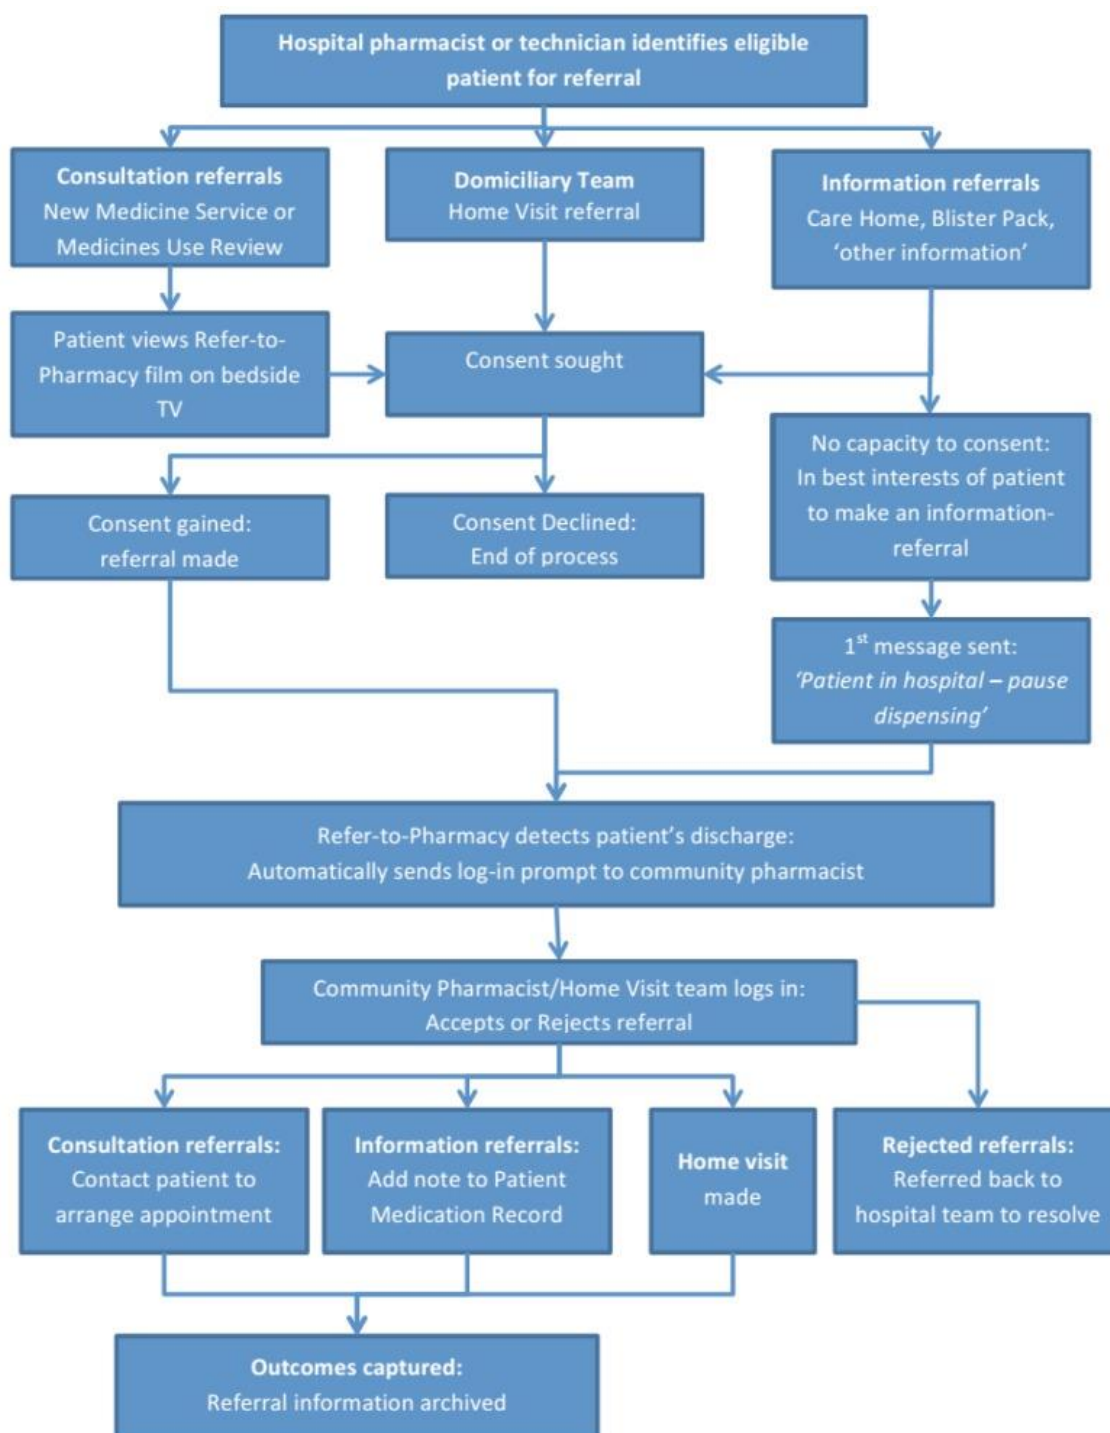 Hospital pharmacist or technician identifies eligible
patient for referral
Consultation referrals
New Medicine Service or
Medicines Use Review
Domiciliary Team
Home Visit referral
Information referrals
Care Home, Blister Pack,
‘other information’
Patient views Refer-to-
Pharmacy film on bedside
TV
Consent sought
No capacity to consent:
In best interests of patient
to make an information-
referral
Consent gained:
referral made
Consent Declined:
End of process
1st message sent:
‘Patient in hospital – pause
dispensing’
Refer-to-Pharmacy detects patient’s discharge:
Automatically sends log-in prompt to community pharmacist
Community Pharmacist/Home Visit team logs in:
Accepts or Rejects referral
Consultation referrals:
Contact patient to
arrange appointment
Information referrals:
Add note to Patient
Medication Record
Home visit
made
Rejected referrals:
Referred back to
hospital team to resolve
Outcomes captured:
Referral information archived